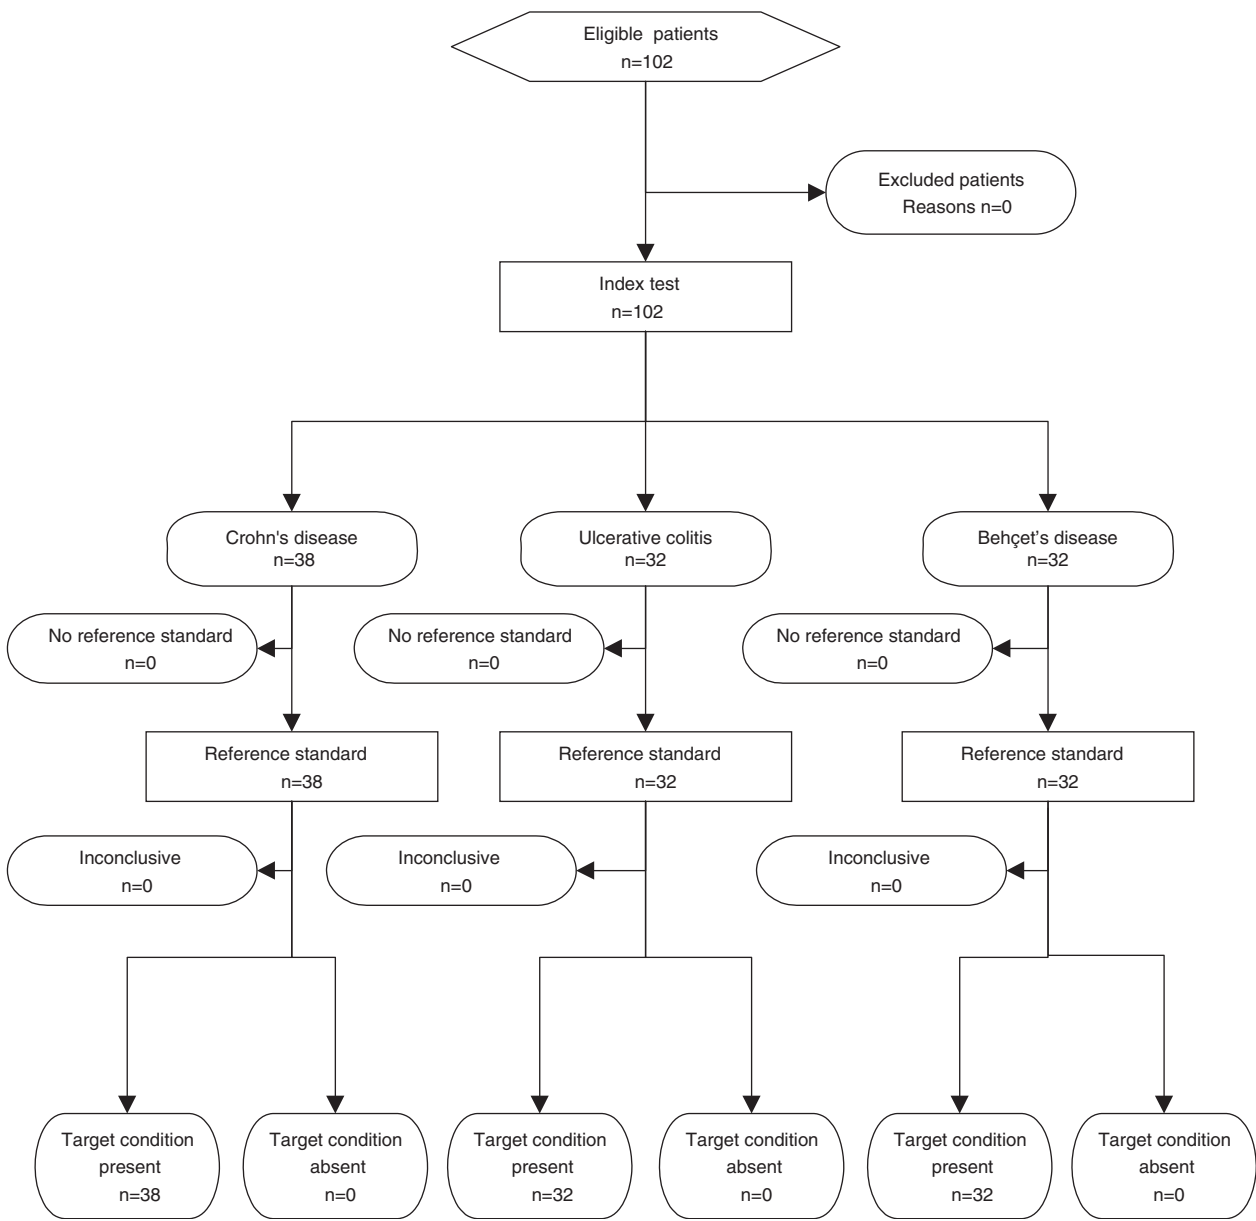 Eligible patients
n=102
Excluded patients
Reasons n=0
Index test
n=102
Crohn's disease
n=38
Ulcerative colitis
n=32
Behçet's disease
n=32
No reference standard
n=0
No reference standard
n=0
No reference standard
n=0
Reference standard
n=38
Reference standard
n=32
Reference standard
n=32
Inconclusive
n=0
Inconclusive
n=0
Inconclusive
n=0
Target condition
present
n=38
Target condition
absent
n=0
Target condition
present
n=32
Target condition
absent
n=0
Target condition
present
n=32
Target condition
absent
n=0